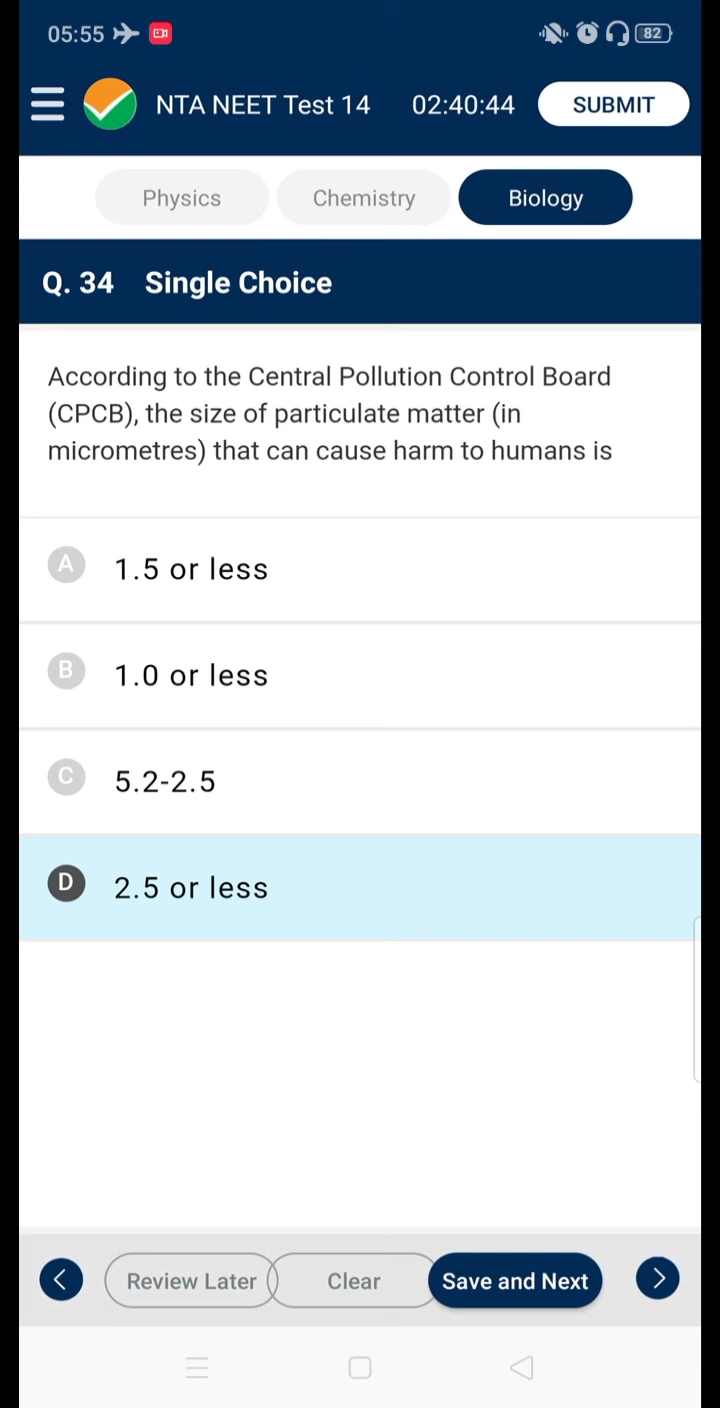 05:55 82
NTA NEET Test 14 02:40:44 SUBMIT
Physics Chemistry Biology
Q. 34 Single Choice
According to the Central Pollution Control Board
(CPCB), the size of particulate matter (in
micrometres) that can cause harm to humans is
A 1.5 or less
B 1.0 or less
C 5.2-2.5
D 2.5 or less
Review Later Clear Save and Next